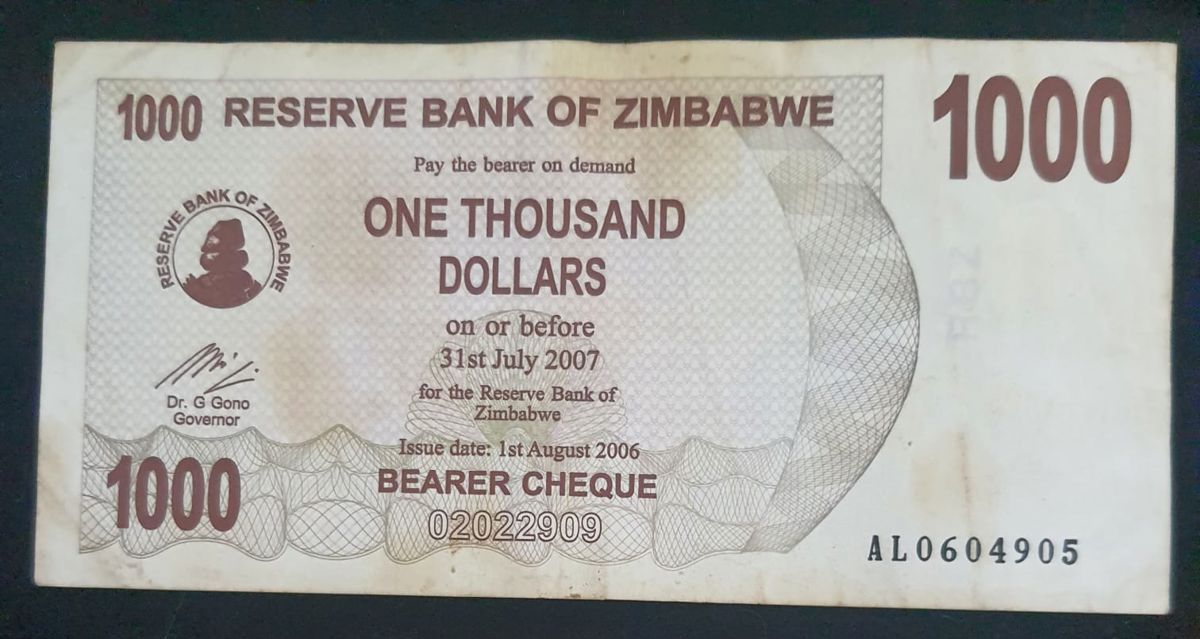 1000 RESERVE BANK OF ZIMBABWE
1000
Pay the bearer on demand
ONE THOUSAND
DOLLARS
RESERVE BANK OF ZIMBABWE
on or before
31st July 2007
for the Reserve Bank of
Zimbabwe
Dr. G Gono
Governor
Issue date: 1st August 2006
BEARER CHEQUE
1000
02022909
AL0604905